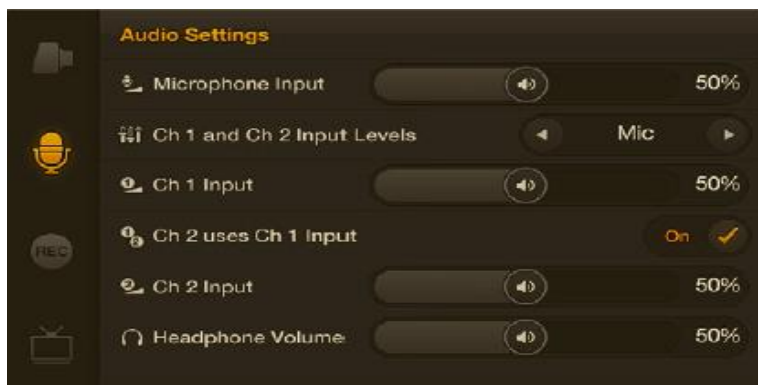 Audio Settings
Microphone Input 50%
Ch 1 and Ch 2 Input Levels Mic
Ch 1 Input 50%
Ch 2 uses Ch 1 Input On
REC
Ch 2 Input 50%
Headphone Volume 50%